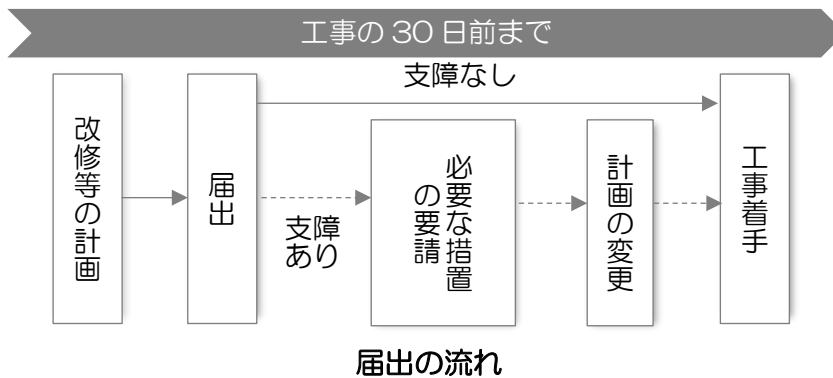 工事の 30 日前まで
支障なし
改修等の計画
届出
支障
あり
必要な措置
の要請
計画の変更
工事着手
届出の流れ